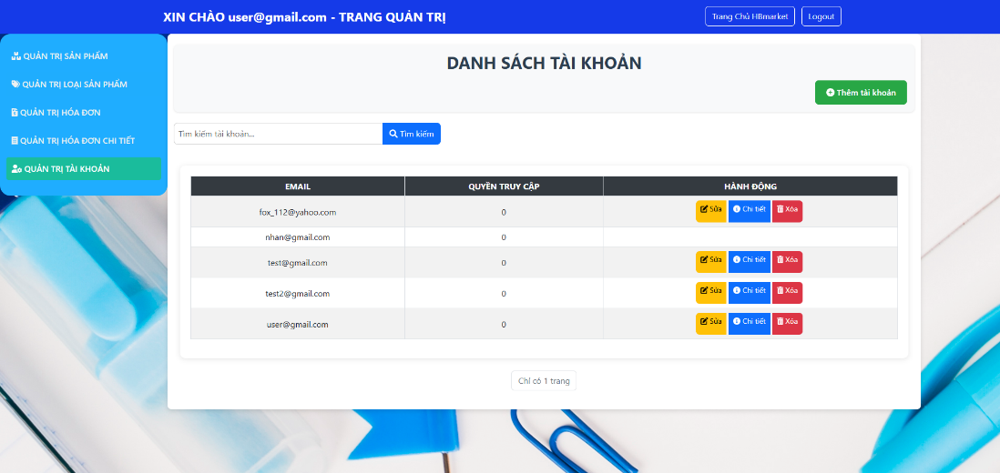 XIN CHÀO user@gmail.com - TRANG QUẢN TRỊ
Trang Chủ HBmarket
Logout
QUẢN TRỊ SẢN PHẨM
QUẢN TRỊ LOẠI SẢN PHẨM
QUẢN TRỊ HÓA ĐƠN
QUẢN TRỊ HÓA ĐƠN CHI TIẾT
QUẢN TRỊ TÀI KHOẢN
DANH SÁCH TÀI KHOẢN
Thêm tài khoản
Tìm kiếm tài khoản...
Tìm kiếm
EMAIL QUYỀN TRUY CẬP HÀNH ĐỘNG
fox_112@yahoo.com 0 Sửa Chi tiết Xóa
nhan@gmail.com 0
test@gmail.com 0 Sửa Chi tiết Xóa
test2@gmail.com 0 Sửa Chi tiết Xóa
user@gmail.com 0 Sửa Chi tiết Xóa
Chỉ có 1 trang